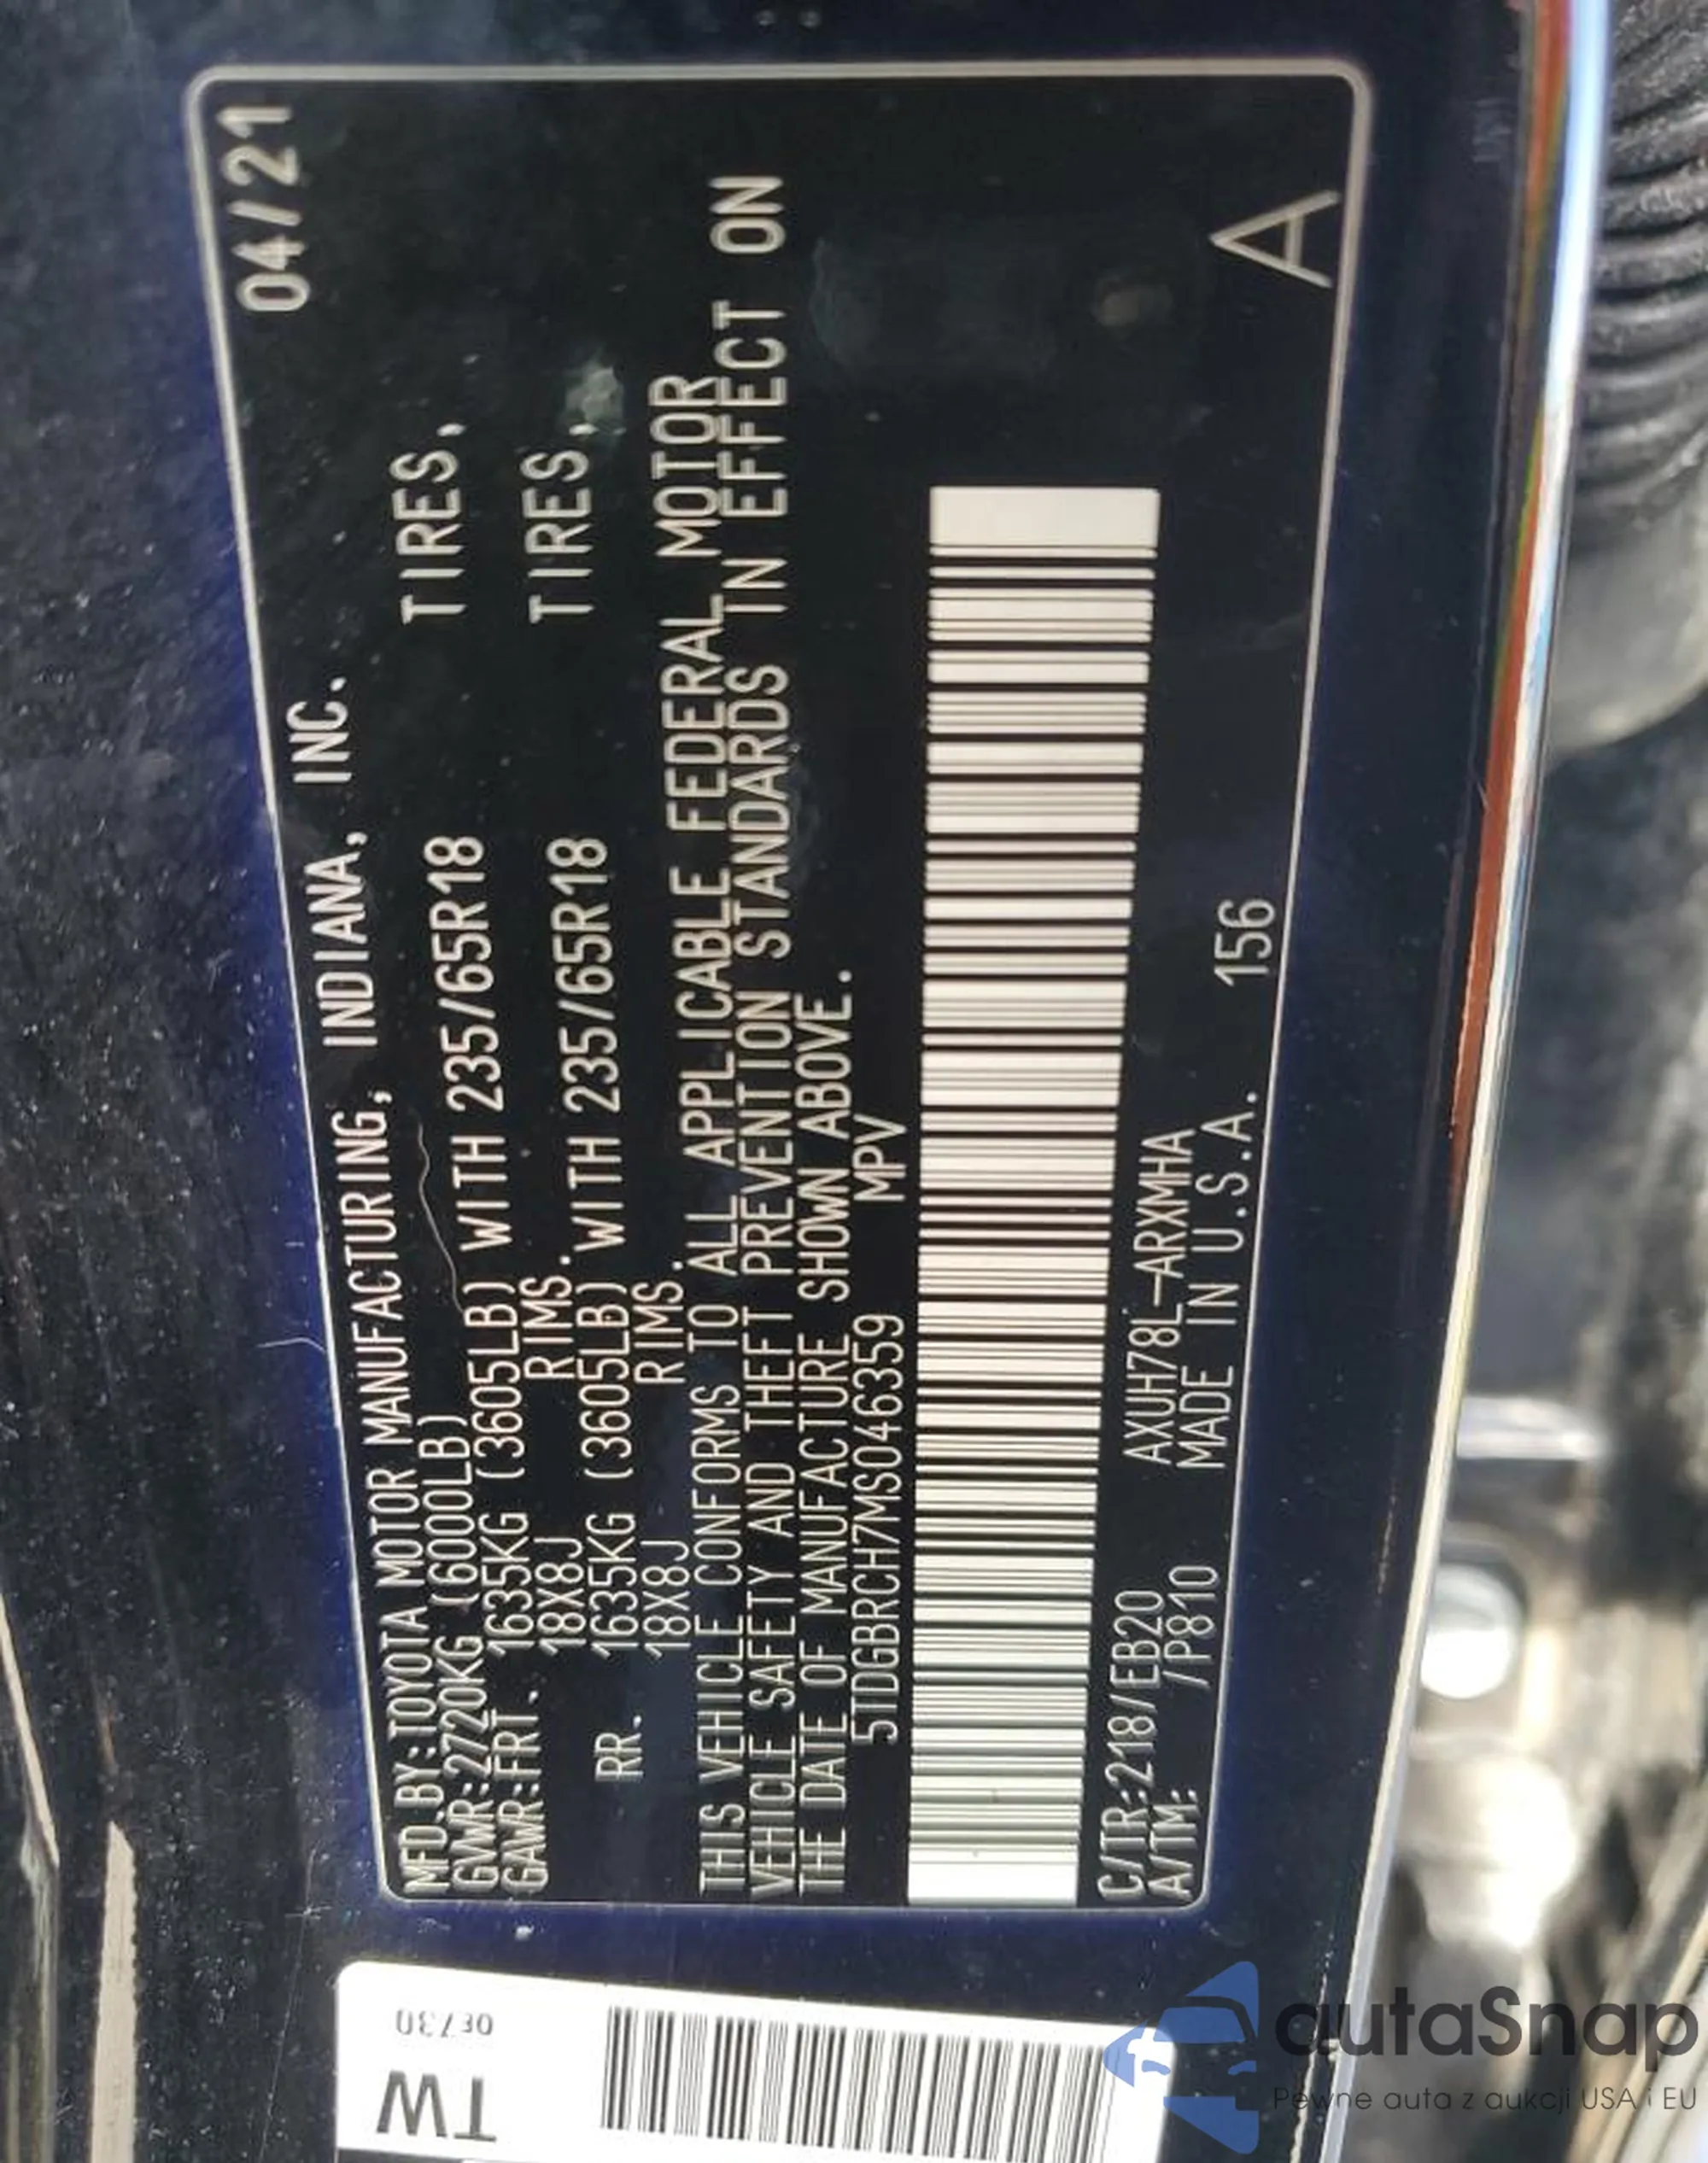 04/21
MFD.BY:TOYOTA MOTOR MANUFACTURING, INDIANA, INC.
GVWR:2720KG (6000LB)
GAWR:FRT. 1635KG (3605LB) WITH 235/65R18 TIRES,
18X8J RIMS.
RR. 1635KG (3605LB) WITH 235/65R18 TIRES,
18X8J RIMS.
THIS VEHICLE CONFORMS TO ALL APPLICABLE FEDERAL MOTOR
VEHICLE SAFETY AND THEFT PREVENTION STANDARDS IN EFFECT ON
THE DATE OF MANUFACTURE SHOWN ABOVE.
5TDGBRCH7MS046359 MPV
C/TR:218/EB20 AXUH78L-ARXMHA
A/TM: /P810 MADE IN U.S.A. 156
A
TW
0E730
autaSnap
Pewne auta z aukcji USA i EU